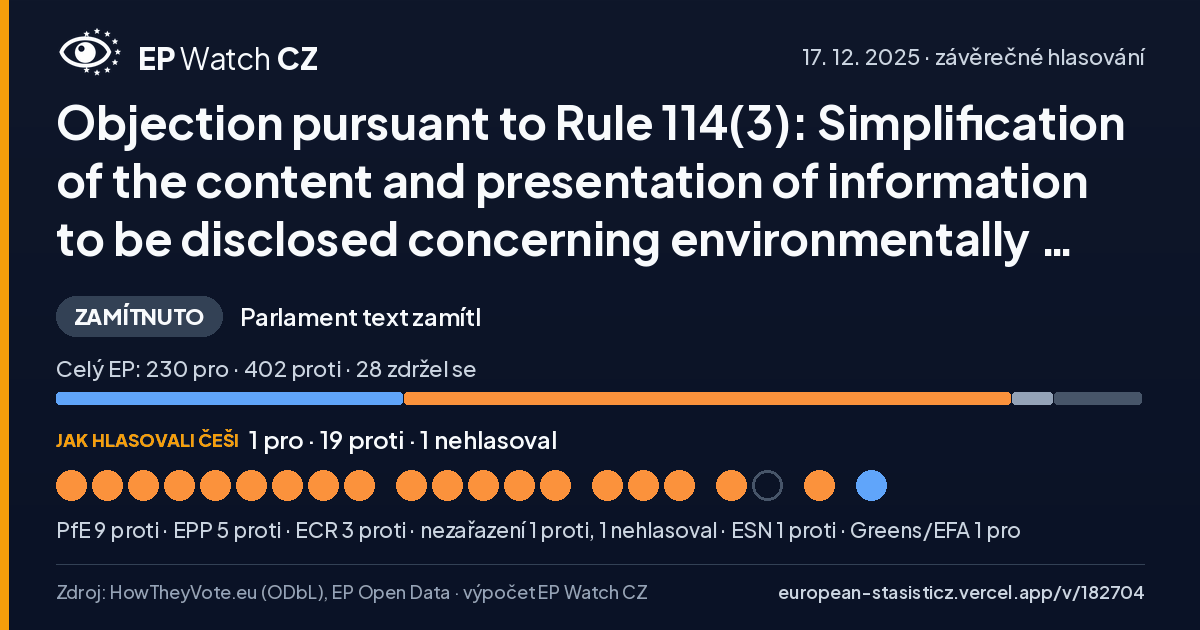 EP Watch CZ
17. 12. 2025 · závěrečné hlasování
Objection pursuant to Rule 114(3): Simplification
of the content and presentation of information
to be disclosed concerning environmentally …
ZAMÍTNUTO Parlament text zamítl
Celý EP: 230 pro · 402 proti · 28 zdržel se
JAK HLASOVALI ČEŠI 1 pro · 19 proti · 1 nehlasoval
PfE 9 proti · EPP 5 proti · ECR 3 proti · nezařazení 1 proti, 1 nehlasoval · ESN 1 proti · Greens/EFA 1 pro
Zdroj: HowTheyVote.eu (ODbL), EP Open Data · výpočet EP Watch CZ
european-stasisticz.vercel.app/v/182704